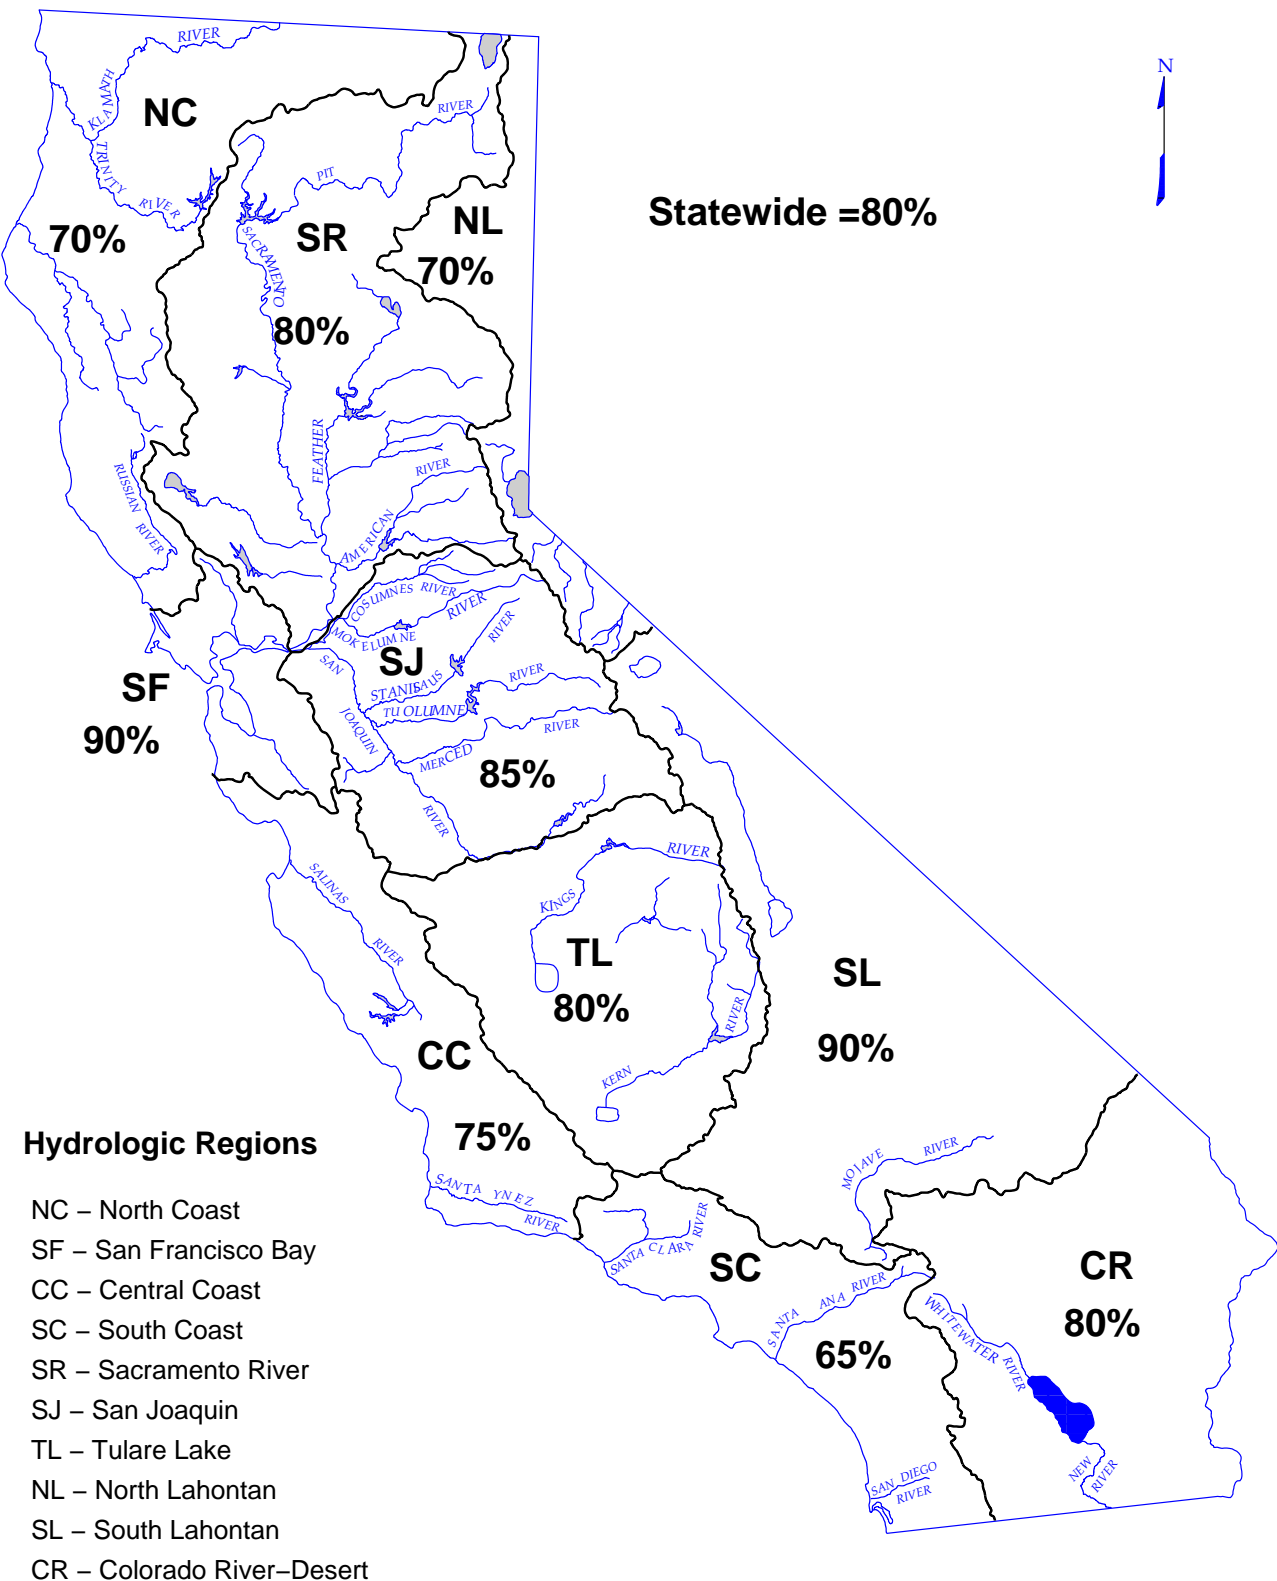 RIVER
N
KLAMATH
NC
RIVER
TRINITY
RIVER
PIT
Statewide =80%
NL
SR
70%
SACRAMENTO
70%
80%
FEATHER
RIVER
RUSSIAN
RIVER
AMERICAN
COSUMNES RIVER
RIVER
MOKELUMNE
RIVER
SAN
SJ
STANISLAUS
RIVER
SF
TUOLUMNE
JOAQUIN
RIVER
90%
MERCED
85%
RIVER
RIVER
SALINAS
KINGS
RIVER
TL
SL
80%
RIVER
CC
90%
KERN
75%
Hydrologic Regions
MOJAVE
RIVER
SANTA YNEZ
RIVER
NC – North Coast
SF – San Francisco Bay
SANTA CLARA
RIVER
SC
CR
CC – Central Coast
SANTA
ANA
RIVER
WHITEWATER
RIVER
80%
SC – South Coast
65%
SR – Sacramento River
SJ – San Joaquin
TL – Tulare Lake
NEW
RIVER
SAN DIEGO
RIVER
NL – North Lahontan
SL – South Lahontan
CR – Colorado River–Desert